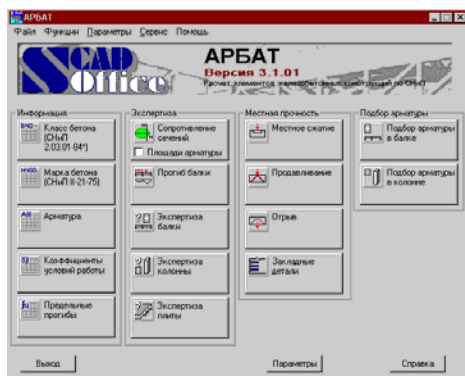 АРБАТ
Файл Функции Параметры Сервис Помощь
SCAD Office
АРБАТ
Версия 3.1.01
Расчет элементов железобетонных конструкций по СНиП
Информация
Класс бетона
(СНиП
2.03.01-84*)
Марка бетона
(СНиП II-21-75)
Арматура
Коэффициенты
условий работы
Предельные
прогибы
Экспертиза
Сопротивление
сечений
Площади арматуры
Прогиб балки
Экспертиза
балки
Экспертиза
колонны
Экспертиза
плиты
Местная прочность
Местное сжатие
Продавливание
Отрыв
Закладные
детали
Подбор арматуры
Подбор арматуры
в балке
Подбор арматуры
в колонне
Выход
Параметры
Справка